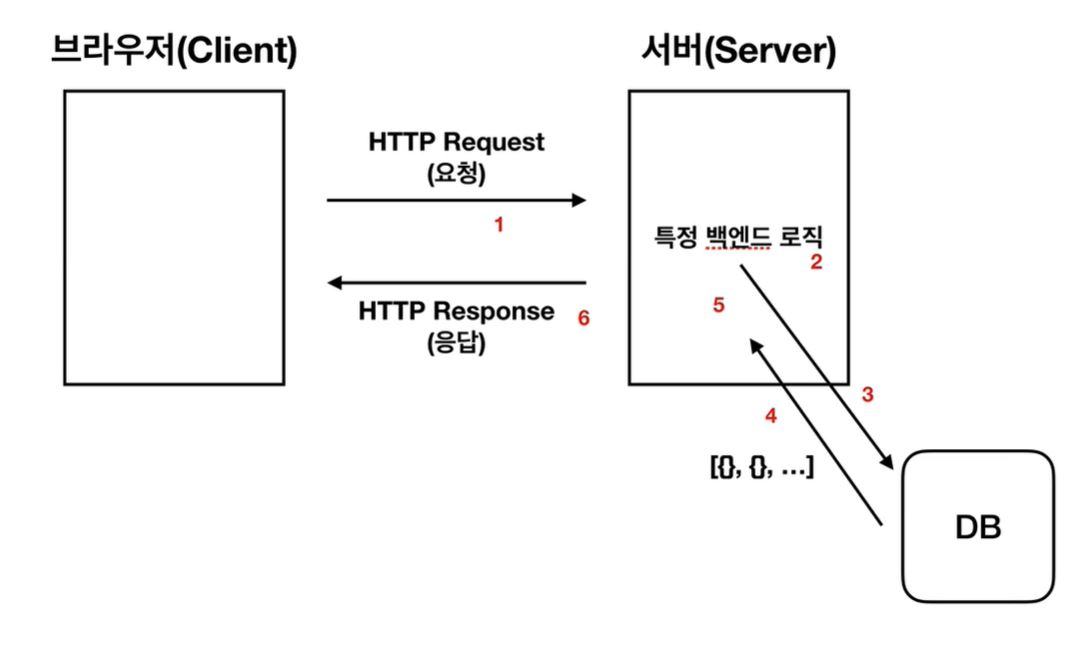 브라우저(Client)
서버(Server)
HTTP Request
(요청)
1
특정 백엔드 로직
2
HTTP Response
(응답)
6
5
3
4
[{}, {}, ...]
DB